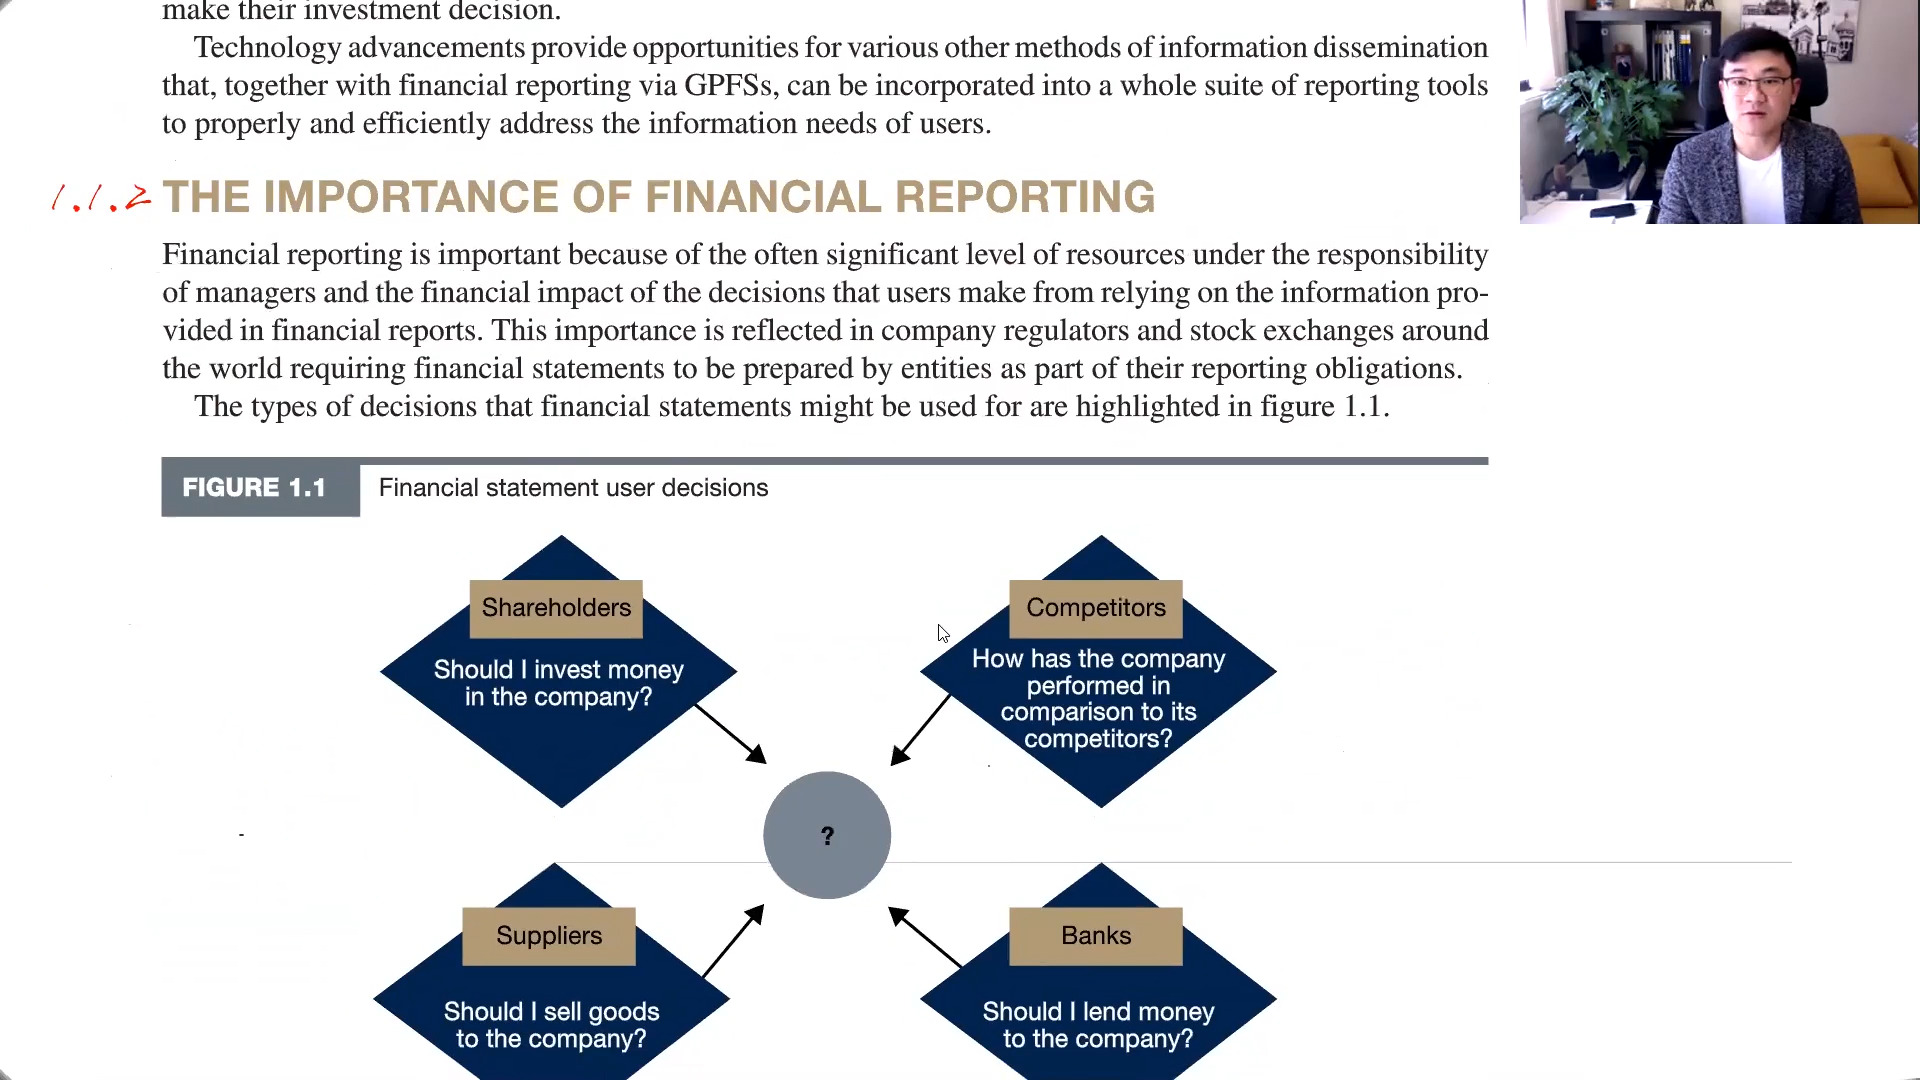 make their investment decision.
Technology advancements provide opportunities for various other methods of information dissemination
that, together with financial reporting via GPFSs, can be incorporated into a whole suite of reporting tools
to properly and efficiently address the information needs of users.
1.1.2 THE IMPORTANCE OF FINANCIAL REPORTING
Financial reporting is important because of the often significant level of resources under the responsibility
of managers and the financial impact of the decisions that users make from relying on the information pro-
vided in financial reports. This importance is reflected in company regulators and stock exchanges around
the world requiring financial statements to be prepared by entities as part of their reporting obligations.
The types of decisions that financial statements might be used for are highlighted in figure 1.1.
FIGURE 1.1 Financial statement user decisions
Shareholders
Should I invest money
in the company?
Competitors
How has the company
performed in
comparison to its
competitors?
?
Suppliers
Should I sell goods
to the company?
Banks
Should I lend money
to the company?